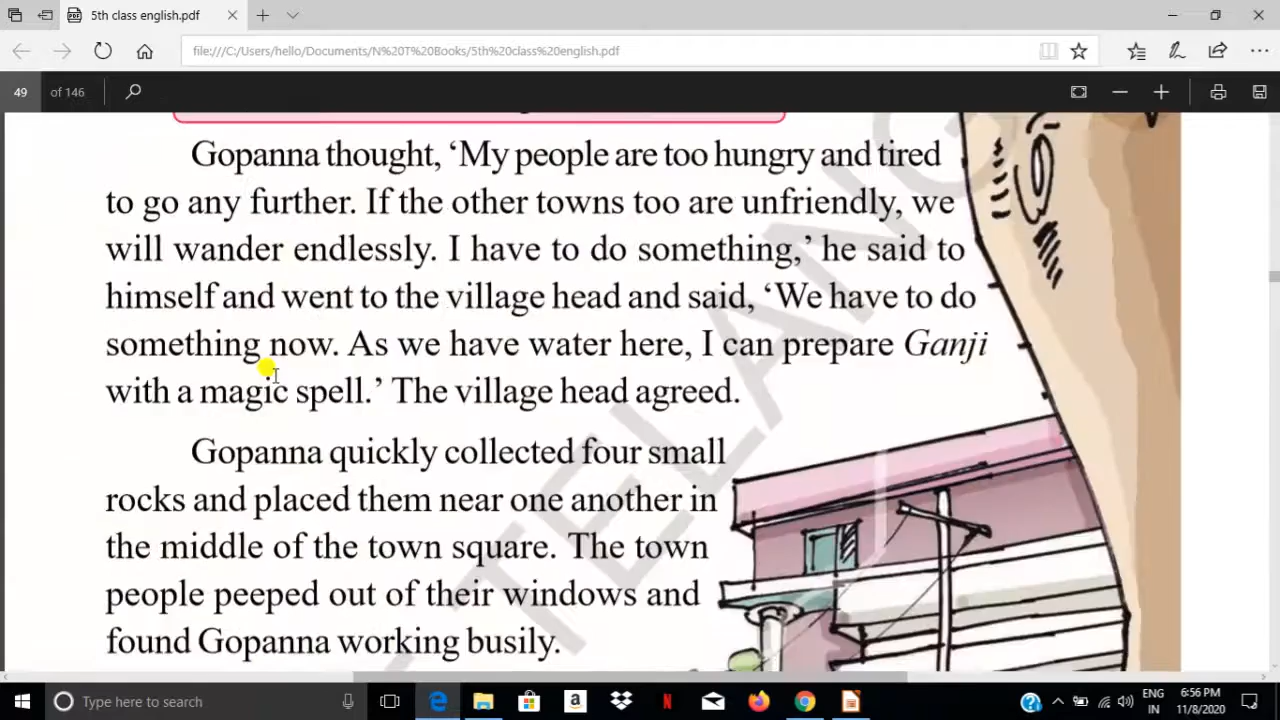 5th class english.pdf
file:///C:/Users/hello/Documents/N%20T%20Books/5th%20class%20english.pdf
49 of 146
Gopanna thought, ‘My people are too hungry and tired
to go any further. If the other towns too are unfriendly, we
will wander endlessly. I have to do something,’ he said to
himself and went to the village head and said, ‘We have to do
something now. As we have water here, I can prepare Ganji
with a magic spell.’ The village head agreed.
Gopanna quickly collected four small
rocks and placed them near one another in
the middle of the town square. The town
people peeped out of their windows and
found Gopanna working busily.
TELANG
Type here to search
ENG
IN
6:56 PM
11/8/2020